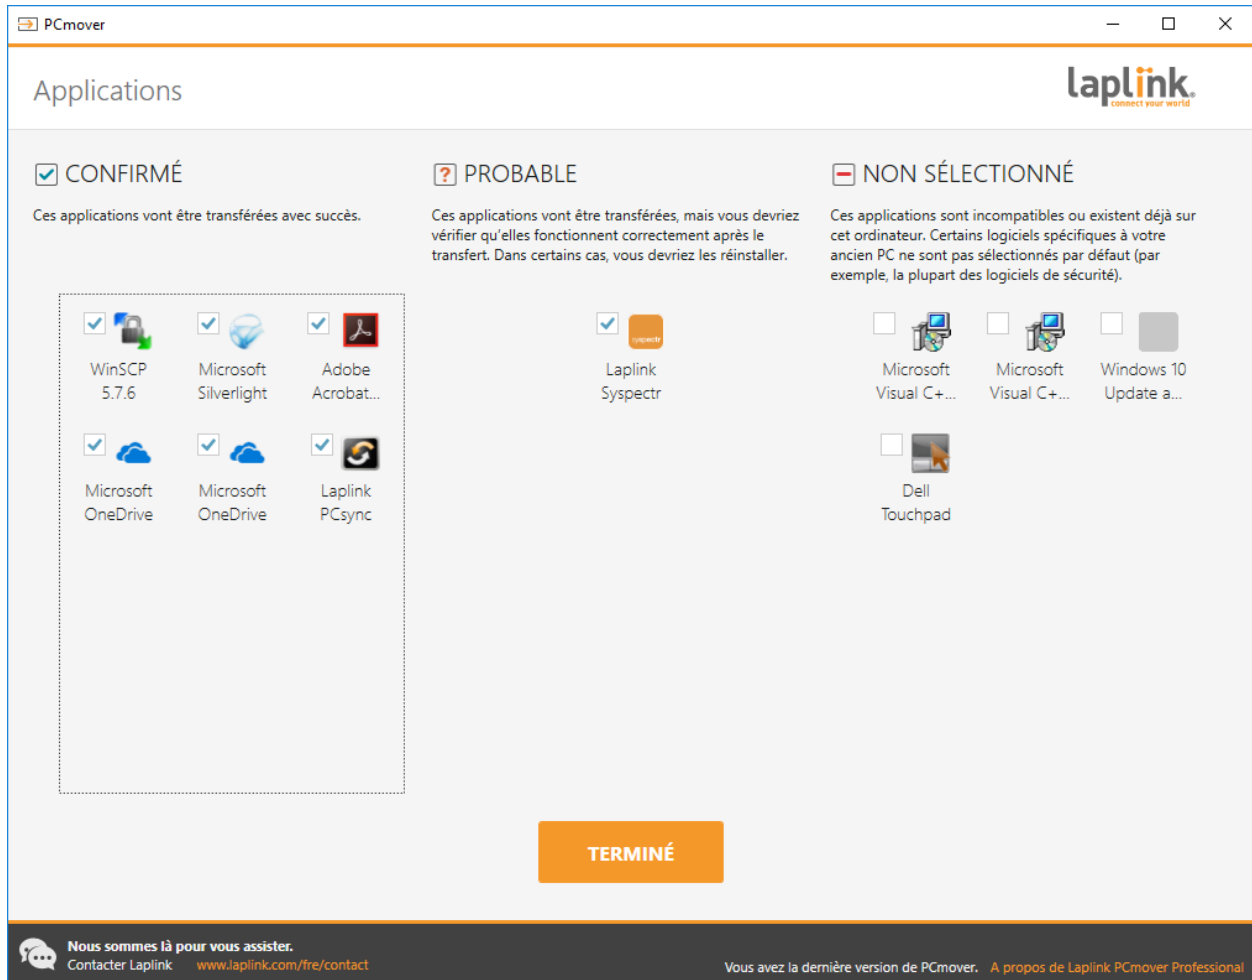 PCmover
Applications
laplink.
connect your world
CONFIRMÉ
Ces applications vont être transférées avec succès.
WinSCP
5.7.6
Microsoft
Silverlight
Adobe
Acrobat...
Microsoft
OneDrive
Microsoft
OneDrive
Laplink
PCsync
? PROBABLE
Ces applications vont être transférées, mais vous devriez
vérifier qu'elles fonctionnent correctement après le
transfert. Dans certains cas, vous devriez les réinstaller.
syspectr
Laplink
Syspectr
NON SÉLECTIONNÉ
Ces applications sont incompatibles ou existent déjà sur
cet ordinateur. Certains logiciels spécifiques à votre
ancien PC ne sont pas sélectionnés par défaut (par
exemple, la plupart des logiciels de sécurité).
Microsoft
Visual C+...
Microsoft
Visual C+...
Windows 10
Update a...
Dell
Touchpad
TERMINÉ
Nous sommes là pour vous assister.
Contacter Laplink www.laplink.com/fre/contact
Vous avez la dernière version de PCmover. A propos de Laplink PCmover Professional